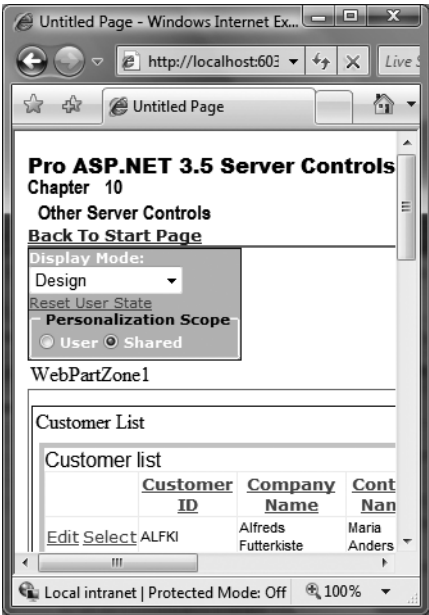 Untitled Page - Windows Internet Ex...
http://localhost:603
Live
Untitled Page
Pro ASP.NET 3.5 Server Controls
Chapter 10
Other Server Controls
Back To Start Page
Display Mode:
Design
Reset User State
Personalization Scope
User Shared
WebPartZone1
Customer List
Customer list
Customer ID Company Name Cont Nan
Edit Select ALFKI Alfreds Futterkiste Maria Anders
Local intranet | Protected Mode: Off 100%